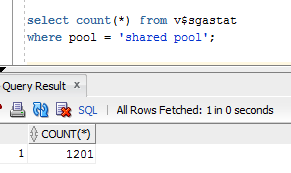 select count(*) from v$sgastat
where pool = 'shared pool';
Query Result x
SQL | All Rows Fetched: 1 in 0 seconds
COUNT(*)
1 1201